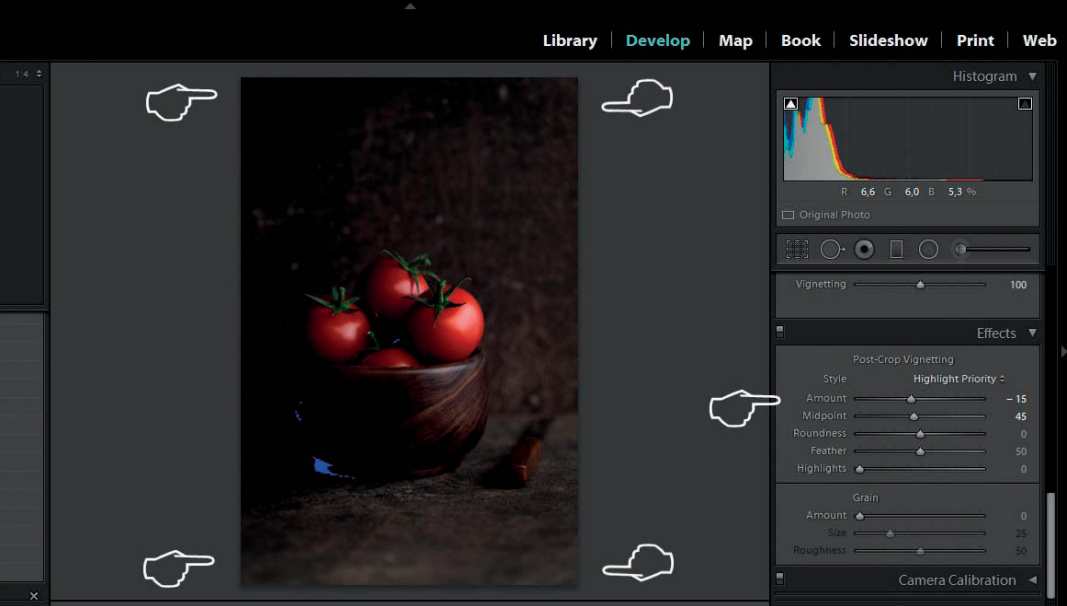 Library Develop Map Book Slideshow Print Web
1:4
Histogram
R 6,6 G 6,0 B 5,3 %
Original Photo
Vignetting 100
Effects
Post-Crop Vignetting
Style Highlight Priority
Amount – 15
Midpoint 45
Roundness 0
Feather 50
Highlights 0
Grain
Amount 0
Size 25
Roughness 50
Camera Calibration